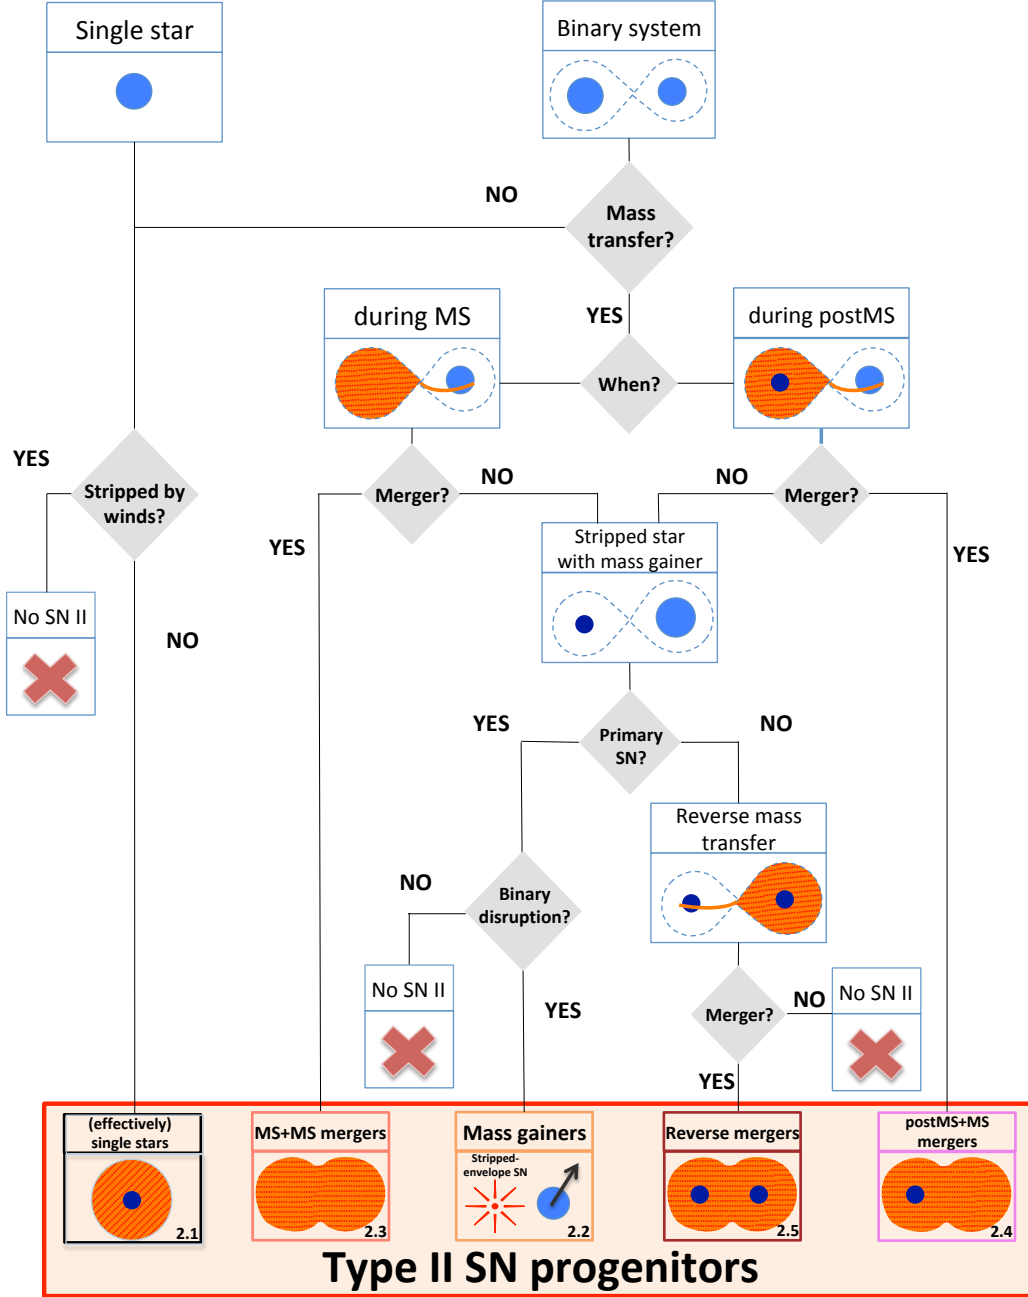 Single star
Binary system
NO
Mass
transfer?
during MS
YES
during postMS
When?
YES
Stripped by
winds?
Merger?
NO
NO
Merger?
YES
Stripped star
with mass gainer
YES
No SN II
NO
YES
Primary
SN?
NO
Reverse mass
transfer
NO
Binary
disruption?
No SN II
YES
Merger?
NO
No SN II
YES
(effectively)
single stars
2.1
MS+MS mergers
2.3
Mass gainers
Stripped-
envelope SN
2.2
Reverse mergers
2.5
postMS+MS
mergers
2.4
Type II SN progenitors